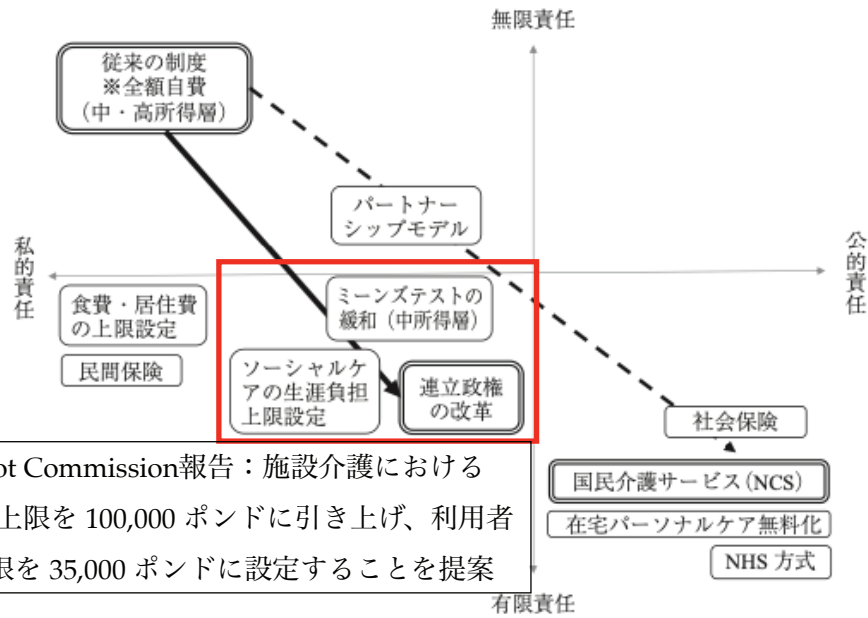 無限責任
従来の制度
※全額自費
(中・高所得層)
パートナー
シップモデル
私的責任
公的責任
食費・居住費
の上限設定
民間保険
ミーンズテストの
緩和(中所得層)
ソーシャルケ
アの生涯負担
上限設定
連立政権
の改革
社会保険
国民介護サービス(NCS)
在宅パーソナルケア無料化
NHS 方式
ot Commission報告:施設介護における
上限を 100,000 ポンドに引き上げ、利用者
限を 35,000 ポンドに設定することを提案
有限責任